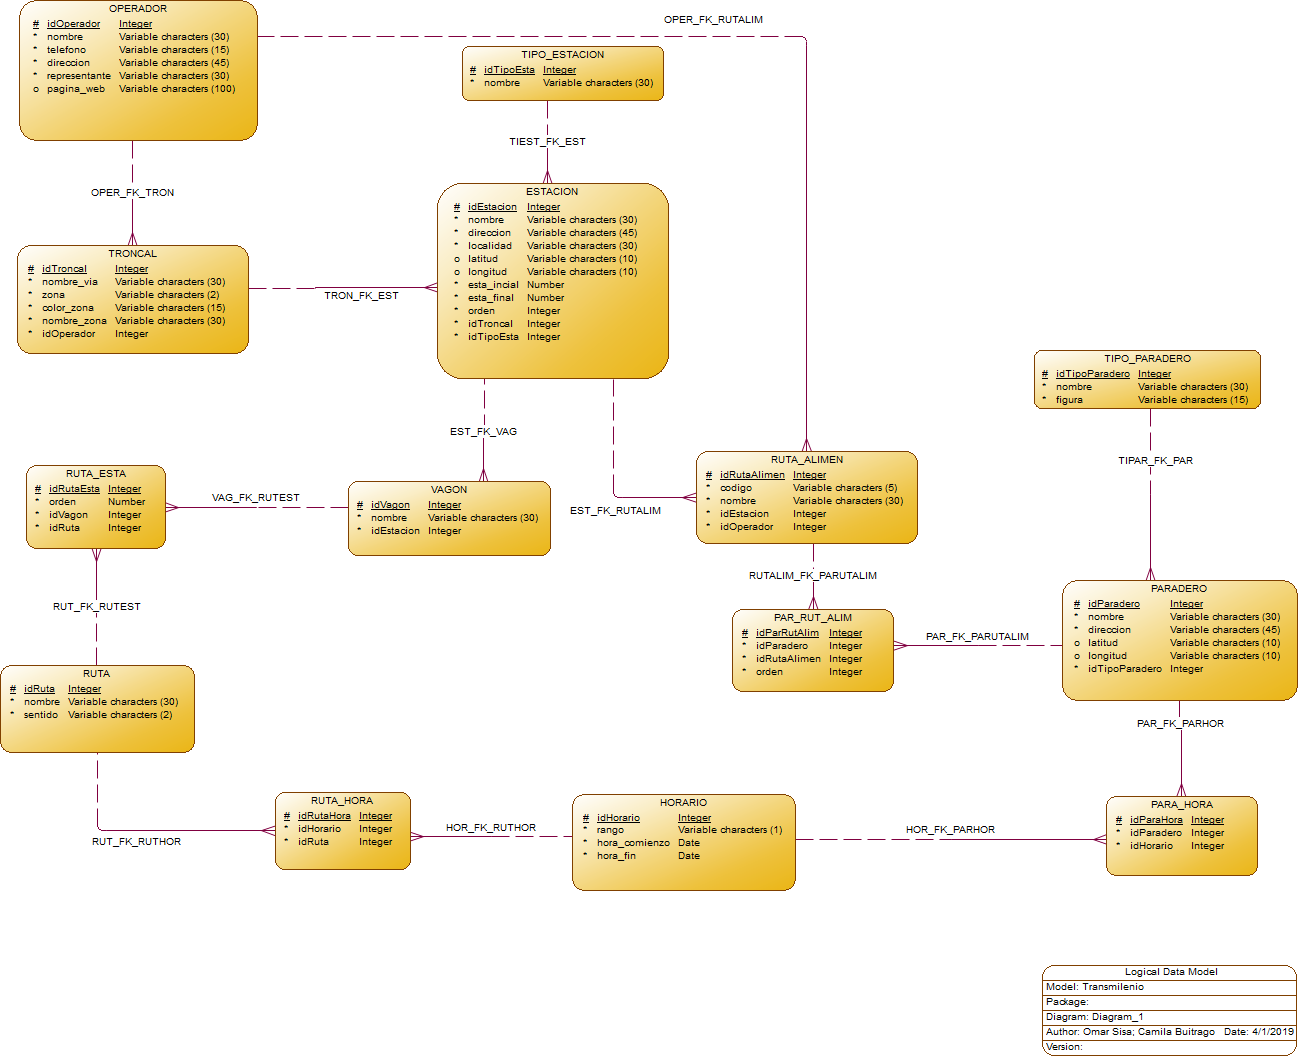 OPERADOR
# idOperador Integer
* nombre Variable characters (30)
* telefono Variable characters (15)
* direccion Variable characters (45)
* representante Variable characters (30)
o pagina_web Variable characters (100)
OPER_FK_RUTALIM
TIPO_ESTACION
# idTipoEsta Integer
* nombre Variable characters (30)
TIEST_FK_EST
OPER_FK_TRON
ESTACION
# idEstacion Integer
* nombre Variable characters (30)
* direccion Variable characters (45)
* localidad Variable characters (30)
o latitud Variable characters (10)
o longitud Variable characters (10)
* esta_incial Number
* esta_final Number
* orden Integer
* idTroncal Integer
* idTipoEsta Integer
TRONCAL
# idTroncal Integer
* nombre_via Variable characters (30)
* zona Variable characters (2)
* color_zona Variable characters (15)
* nombre_zona Variable characters (30)
* idOperador Integer
TRON_FK_EST
TIPO_PARADERO
# idTipoParadero Integer
* nombre Variable characters (30)
* figura Variable characters (15)
EST_FK_VAG
TIPAR_FK_PAR
RUTA_ESTA
# idRutaEsta Integer
* orden Number
* idVagon Integer
* idRuta Integer
VAG_FK_RUTEST
VAGON
# idVagon Integer
* nombre Variable characters (30)
* idEstacion Integer
EST_FK_RUTALIM
RUTA_ALIMEN
# idRutaAlimen Integer
* codigo Variable characters (5)
* nombre Variable characters (30)
* idEstacion Integer
* idOperador Integer
RUTALIM_FK_PARUTALIM
RUT_FK_RUTEST
PAR_RUT_ALIM
# idParRutAlim Integer
* idParadero Integer
* idRutaAlimen Integer
* orden Integer
PAR_FK_PARUTALIM
PARADERO
# idParadero Integer
* nombre Variable characters (30)
* direccion Variable characters (45)
o latitud Variable characters (10)
o longitud Variable characters (10)
* idTipoParadero Integer
RUTA
# idRuta Integer
* nombre Variable characters (30)
* sentido Variable characters (2)
PAR_FK_PARHOR
RUT_FK_RUTHOR
RUTA_HORA
# idRutaHora Integer
* idHorario Integer
* idRuta Integer
HOR_FK_RUTHOR
HORARIO
# idHorario Integer
* rango Variable characters (1)
* hora_comienzo Date
* hora_fin Date
HOR_FK_PARHOR
PARA_HORA
# idParaHora Integer
* idParadero Integer
* idHorario Integer
Logical Data Model
Model: Transmilenio
Package:
Diagram: Diagram_1
Author: Omar Sisa; Camila Buitrago Date: 4/1/2019
Version: